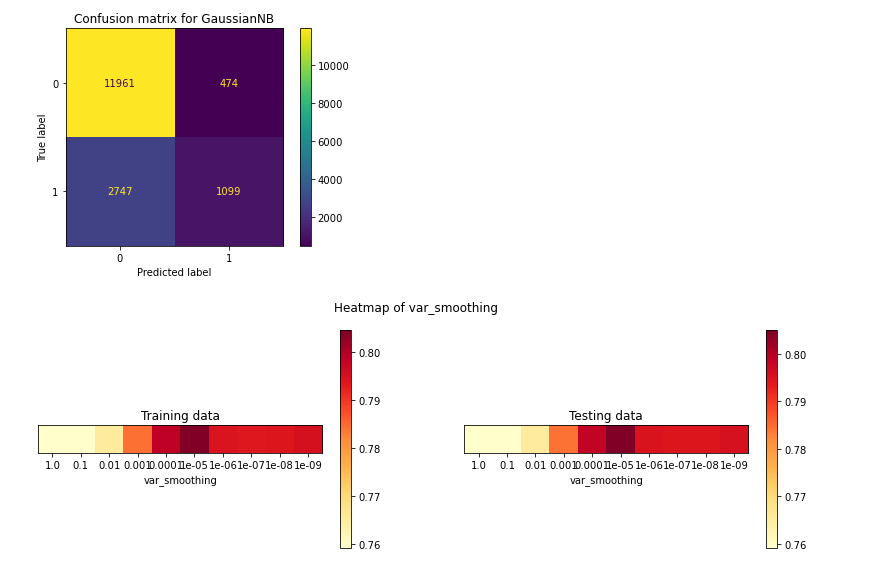 Confusion matrix for GaussianNB
True label
0
1
11961
474
2747
1099
0
1
Predicted label
10000
8000
6000
4000
2000
Heatmap of var_smoothing
Training data
1.0 0.1 0.01 0.001 0.0001 1e-05 1e-06 1e-07 1e-08 1e-09
var_smoothing
0.80
0.79
0.78
0.77
0.76
Testing data
1.0 0.1 0.01 0.001 0.0001 1e-05 1e-06 1e-07 1e-08 1e-09
var_smoothing
0.80
0.79
0.78
0.77
0.76